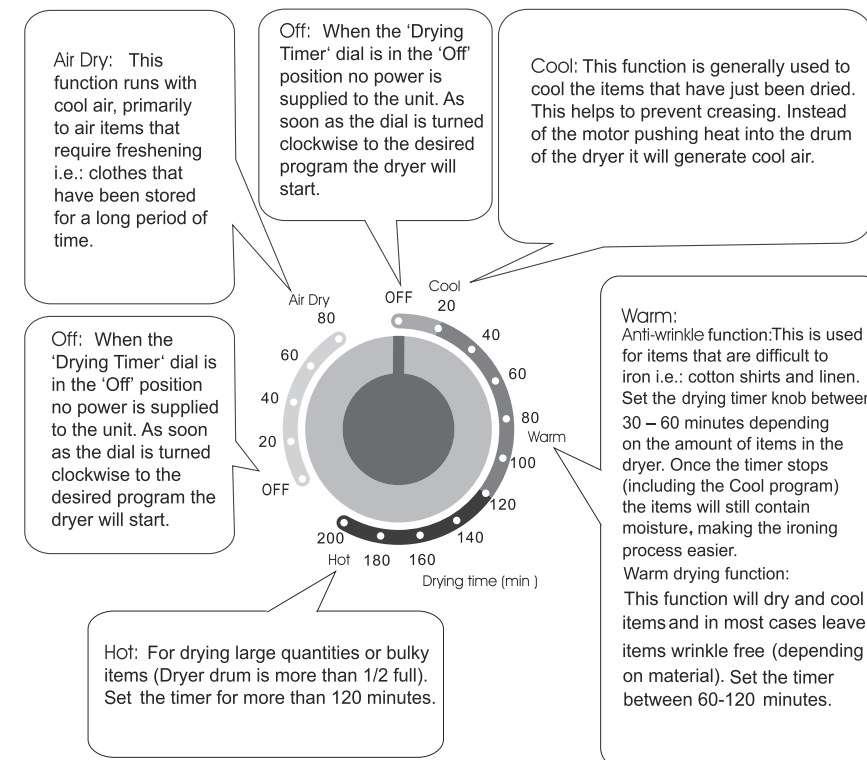 Air Dry: This
function runs with
cool air, primarily
to air items that
require freshening
i.e.: clothes that
have been stored
for a long period of
time.
Off: When the ‘Drying
Timer‘ dial is in the ‘Off’
position no power is
supplied to the unit. As
soon as the dial is turned
clockwise to the desired
program the dryer will
start.
Cool: This function is generally used to
cool the items that have just been dried.
This helps to prevent creasing. Instead
of the motor pushing heat into the drum
of the dryer it will generate cool air.
Off: When the
‘Drying Timer‘ dial is
in the ‘Off’ position
no power is supplied
to the unit. As soon
as the dial is turned
clockwise to the
desired program the
dryer will start.
Air Dry
80
60
40
20
OFF
OFF
Cool
20
40
60
80
Warm
100
120
140
160
180
200
Hot
Drying time (min )
Warm:
Anti-wrinkle function:This is used
for items that are difficult to
iron i.e.: cotton shirts and linen.
Set the drying timer knob between
30 – 60 minutes depending
on the amount of items in the
dryer. Once the timer stops
(including the Cool program)
the items will still contain
moisture, making the ironing
process easier.
Warm drying function:
This function will dry and cool
items and in most cases leave
items wrinkle free (depending
on material). Set the timer
between 60-120 minutes.
Hot: For drying large quantities or bulky
items (Dryer drum is more than 1/2 full).
Set the timer for more than 120 minutes.